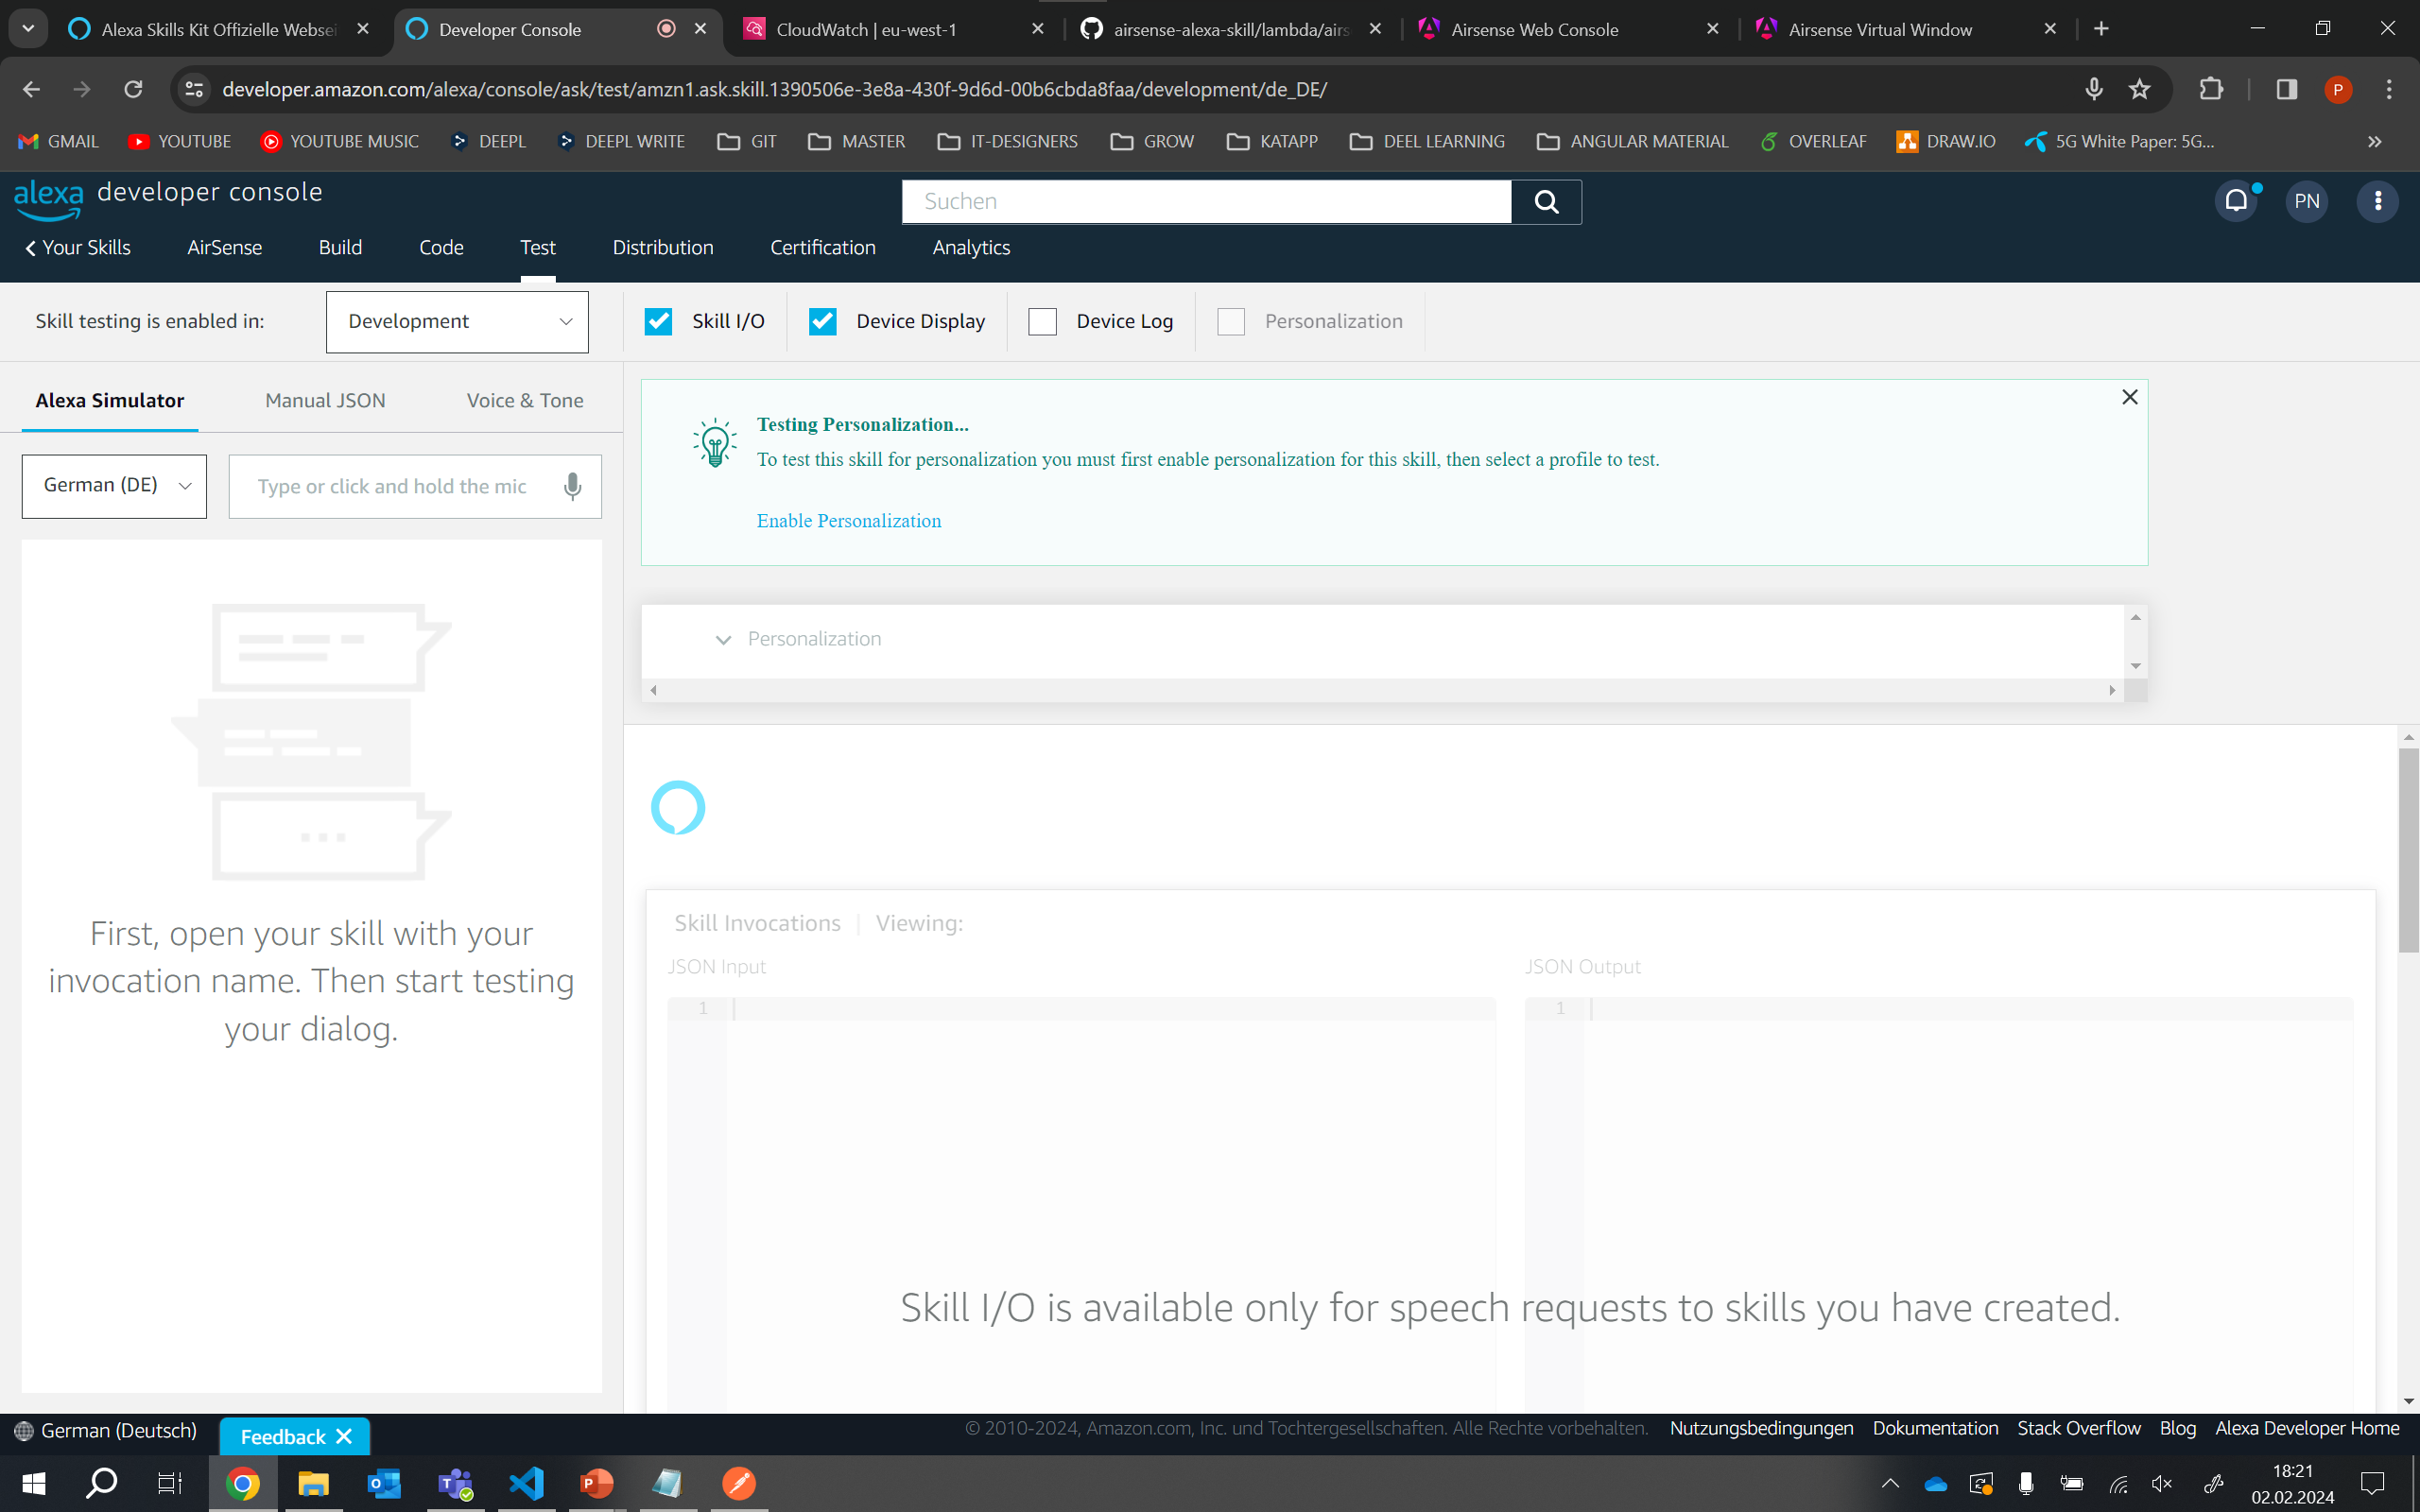 Alexa Skills Kit Offizielle Websei
Developer Console
CloudWatch | eu-west-1
airsense-alexa-skill/lambda/airs
Airsense Web Console
Airsense Virtual Window
developer.amazon.com/alexa/console/ask/test/amzn1.ask.skill.1390506e-3e8a-430f-9d6d-00b6cbda8faa/development/de_DE/
P
GMAIL
YOUTUBE
YOUTUBE MUSIC
DEEPL
DEEPL WRITE
GIT
MASTER
IT-DESIGNERS
GROW
KATAPP
DEEL LEARNING
ANGULAR MATERIAL
OVERLEAF
DRAW.IO
5G White Paper: 5G...
alexa developer console
Suchen
PN
Your Skills
AirSense
Build
Code
Test
Distribution
Certification
Analytics
Skill testing is enabled in:
Development
Skill I/O
Device Display
Device Log
Personalization
Alexa Simulator
Manual JSON
Voice & Tone
German (DE)
Type or click and hold the mic
First, open your skill with your
invocation name. Then start testing
your dialog.
Testing Personalization...
To test this skill for personalization you must first enable personalization for this skill, then select a profile to test.
Enable Personalization
Personalization
Skill Invocations | Viewing:
JSON Input
JSON Output
1
1
Skill I/O is available only for speech requests to skills you have created.
German (Deutsch)
Feedback
© 2010-2024, Amazon.com, Inc. und Tochtergesellschaften. Alle Rechte vorbehalten.
Nutzungsbedingungen
Dokumentation
Stack Overflow
Blog
Alexa Developer Home
18:21
02.02.2024